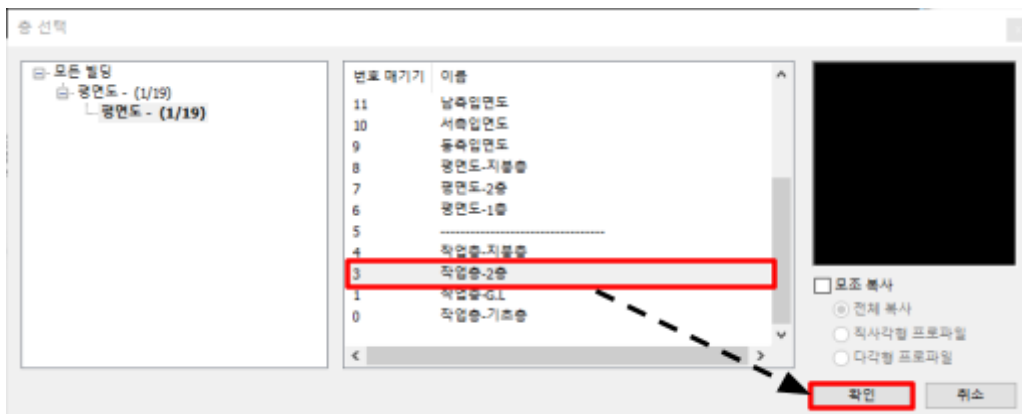 층 선택
모든 빌딩
평면도 - (1/19)
평면도 - (1/19)
번호 매기기 이름
11 남측입면도
10 서측입면도
9 동측입면도
8 평면도-지붕층
7 평면도-2층
6 평면도-1층
5 ---------------------------------
4 작업층-지붕층
3 작업층-2층
1 작업층-G.L
0 작업층-기초층
모조 복사
전체 복사
직사각형 프로파일
다각형 프로파일
확인 취소